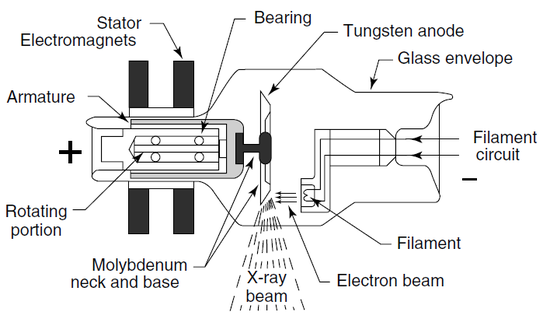 Stator
Electromagnets
Bearing
Tungsten anode
Glass envelope
Armature
+
Filament
circuit
–
Rotating
portion
Filament
Molybdenum
neck and base
X-ray
beam
Electron beam